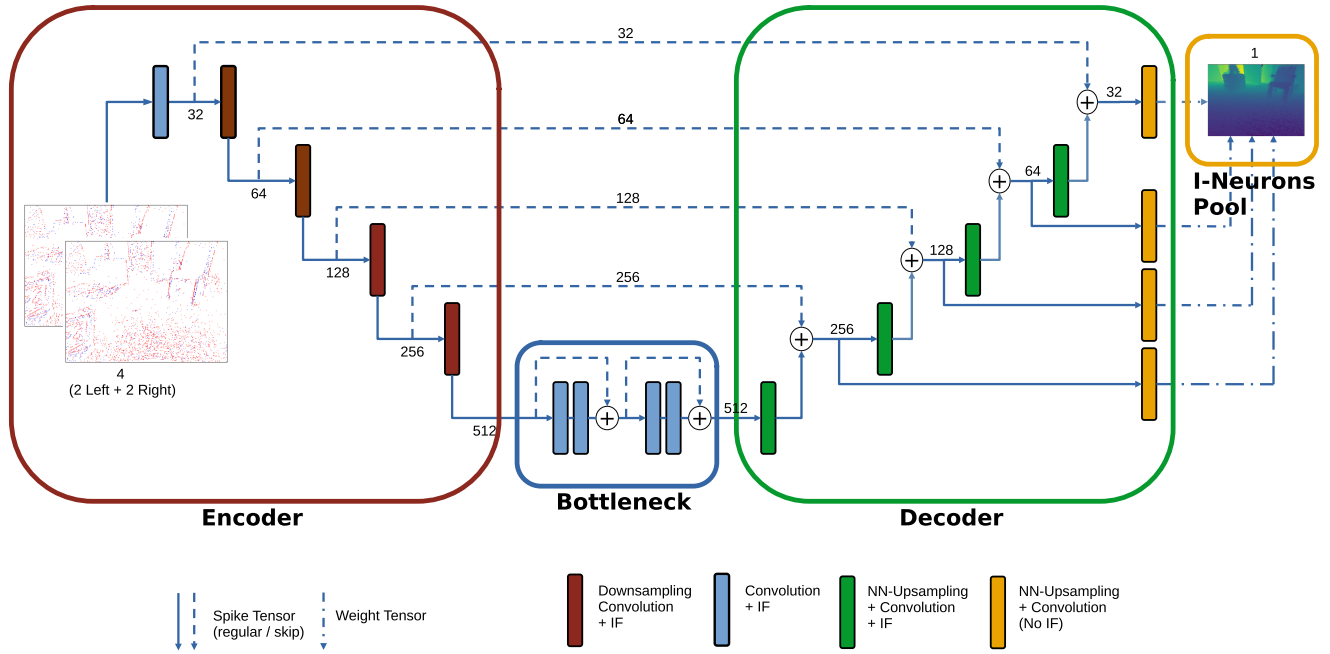 32
1
32
32
64
64
64
I-Neurons
Pool
128
128
128
256
256
256
4
(2 Left + 2 Right)
512
512
Bottleneck
Encoder
Decoder
Spike Tensor
(regular / skip)
Weight Tensor
Downsampling
Convolution
+ IF
Convolution
+ IF
NN-Upsampling
+ Convolution
+ IF
NN-Upsampling
+ Convolution
(No IF)